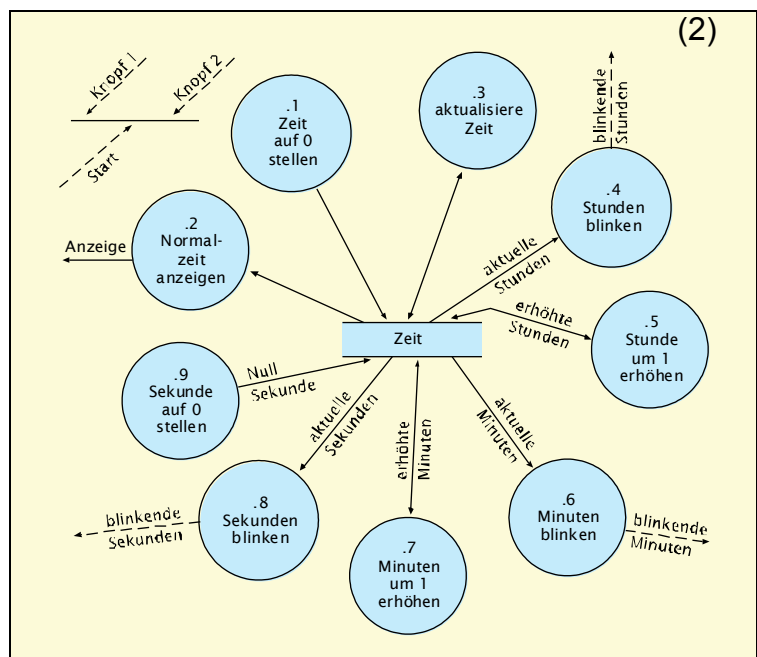 (2)
Knopf 1
Knopf 2
Start
.1
Zeit
auf 0
stellen
.3
aktualisiere
Zeit
blinkende
Stunden
.4
Stunden
blinken
.2
Normal-
zeit
anzeigen
Anzeige
aktuelle
Stunden
erhöhte
Stunden
.5
Stunde
um 1
erhöhen
Zeit
.9
Sekunde
auf 0
stellen
Null
Sekunde
aktuelle
Sekunden
erhöhte
Minuten
aktuelle
Minuten
.8
Sekunden
blinken
blinkende
Sekunden
.7
Minuten
um 1
erhöhen
.6
Minuten
blinken
blinkende
Minuten